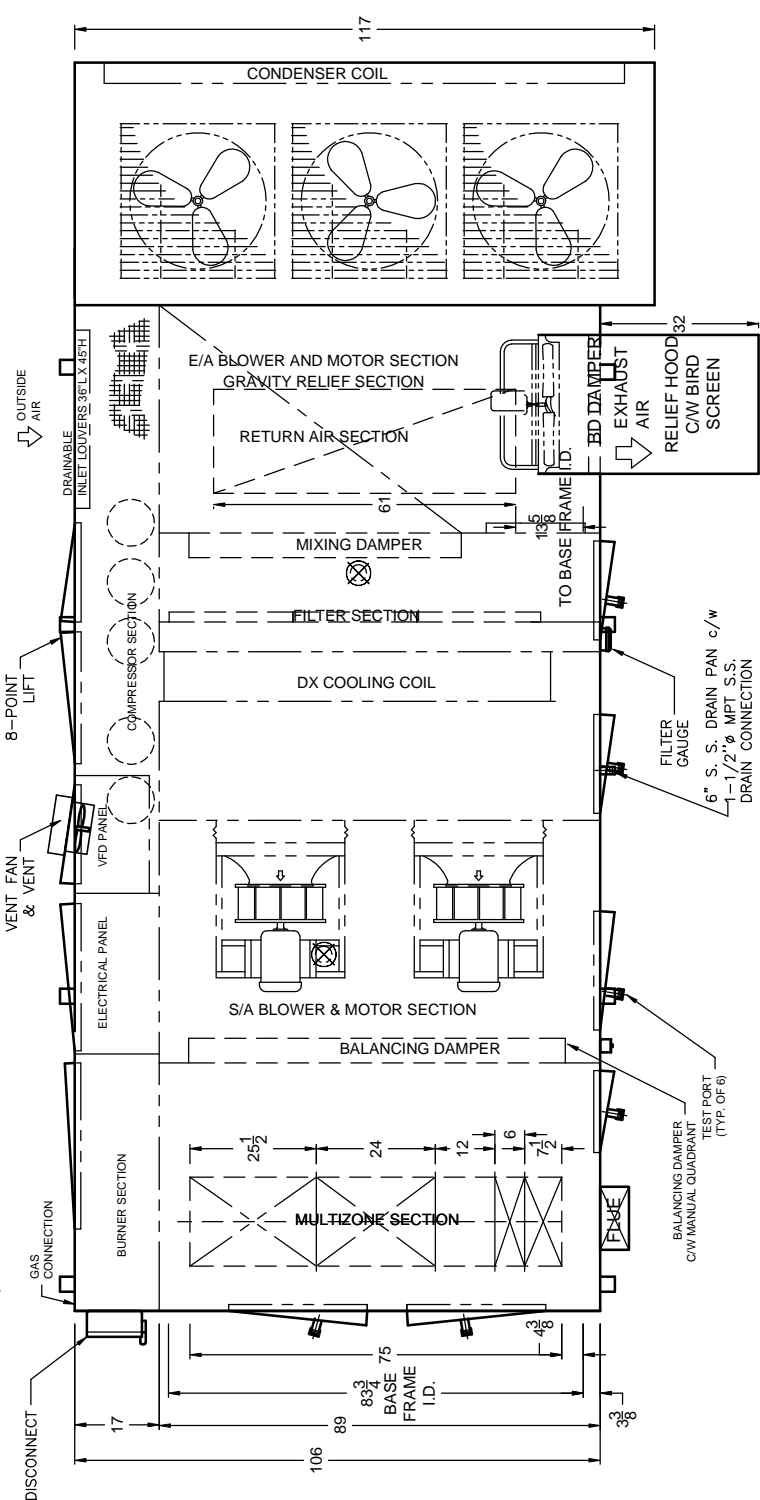 117
CONDENSER COIL
OUTSIDE
AIR
DRAINABLE
INLET LOUVERS 36"L X 45"H
E/A BLOWER AND MOTOR SECTION
GRAVITY RELIEF SECTION
RETURN AIR SECTION
61
BD DAMPER
EXHAUST
AIR
RELIEF HOOD
C/W BIRD
SCREEN
32
13 5/8
TO BASE FRAME I.D.
MIXING DAMPER
8-POINT
LIFT
COMPRESSOR SECTION
FILTER SECTION
DX COOLING COIL
FILTER
GAUGE
6" S. S. DRAIN PAN c/w
1-1/2"ø MPT S.S.
DRAIN CONNECTION
VENT FAN
& VENT
VFD PANEL
ELECTRICAL PANEL
S/A BLOWER & MOTOR SECTION
BALANCING DAMPER
TEST PORT
(TYP. OF 6)
BALANCING DAMPER
C/W MANUAL QUADRANT
25 1/2
24
12
6
7 1/2
BURNER SECTION
MULTIZONE SECTION
FLUE
GAS
CONNECTION
DISCONNECT
4 3/8
75
83 3/4
BASE
FRAME
I.D.
17
89
3 3/8
106